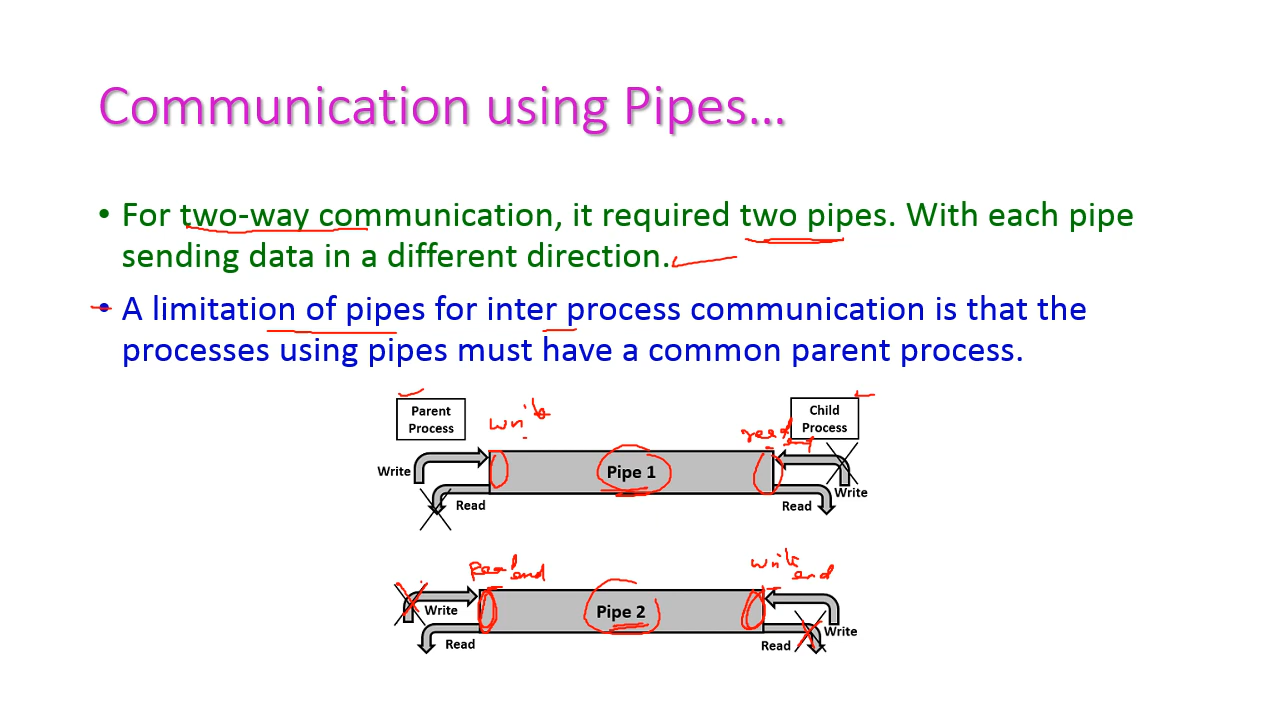 Communication using Pipes...
• For two-way communication, it required two pipes. With each pipe
sending data in a different direction.
• A limitation of pipes for inter process communication is that the
processes using pipes must have a common parent process.
Parent
Process
write
read end
Child
Process
Write
Pipe 1
Write
Read
Read
Read end
write end
Write
Pipe 2
Write
Read
Read